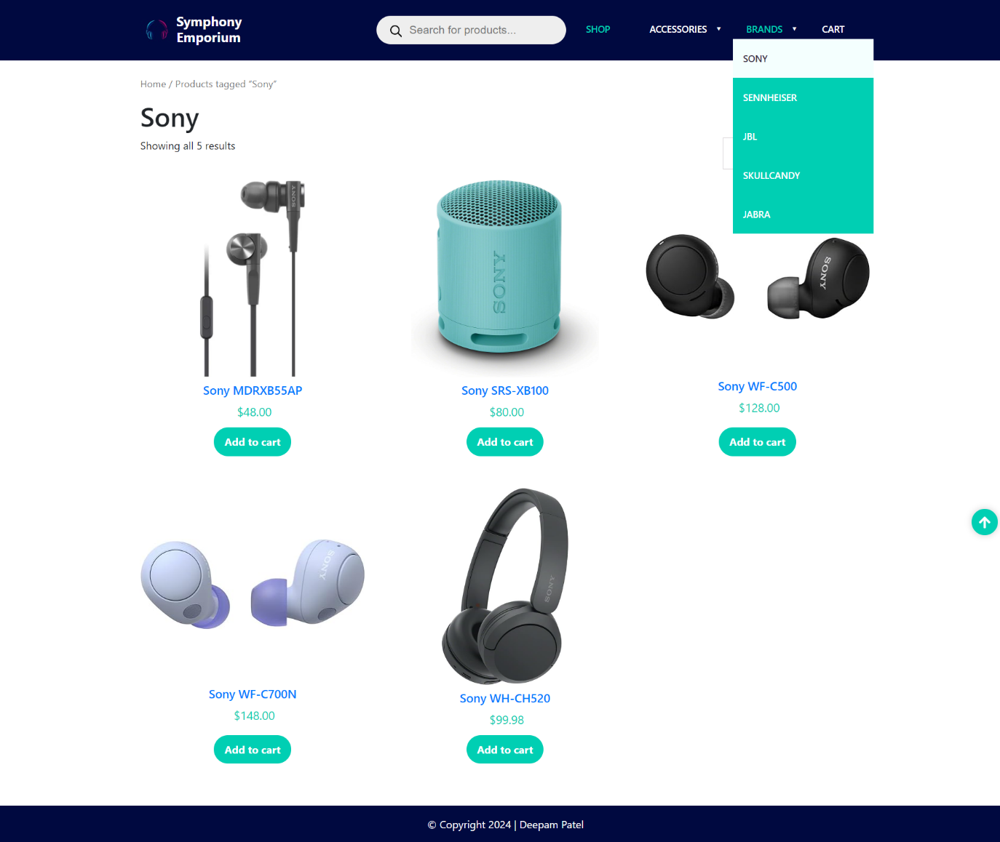 Symphony
Emporium
Search for products...
SHOP
ACCESSORIES
BRANDS
CART
SONY
SENNHEISER
JBL
SKULLCANDY
JABRA
Home / Products tagged “Sony”
Sony
Showing all 5 results
SONY
SONY
SONY
Sony MDRXB55AP
$48.00
Add to cart
Sony SRS-XB100
$80.00
Add to cart
Sony WF-C500
$128.00
Add to cart
SONY
SONY
Sony WF-C700N
$148.00
Add to cart
Sony WH-CH520
$99.98
Add to cart
© Copyright 2024 | Deepam Patel